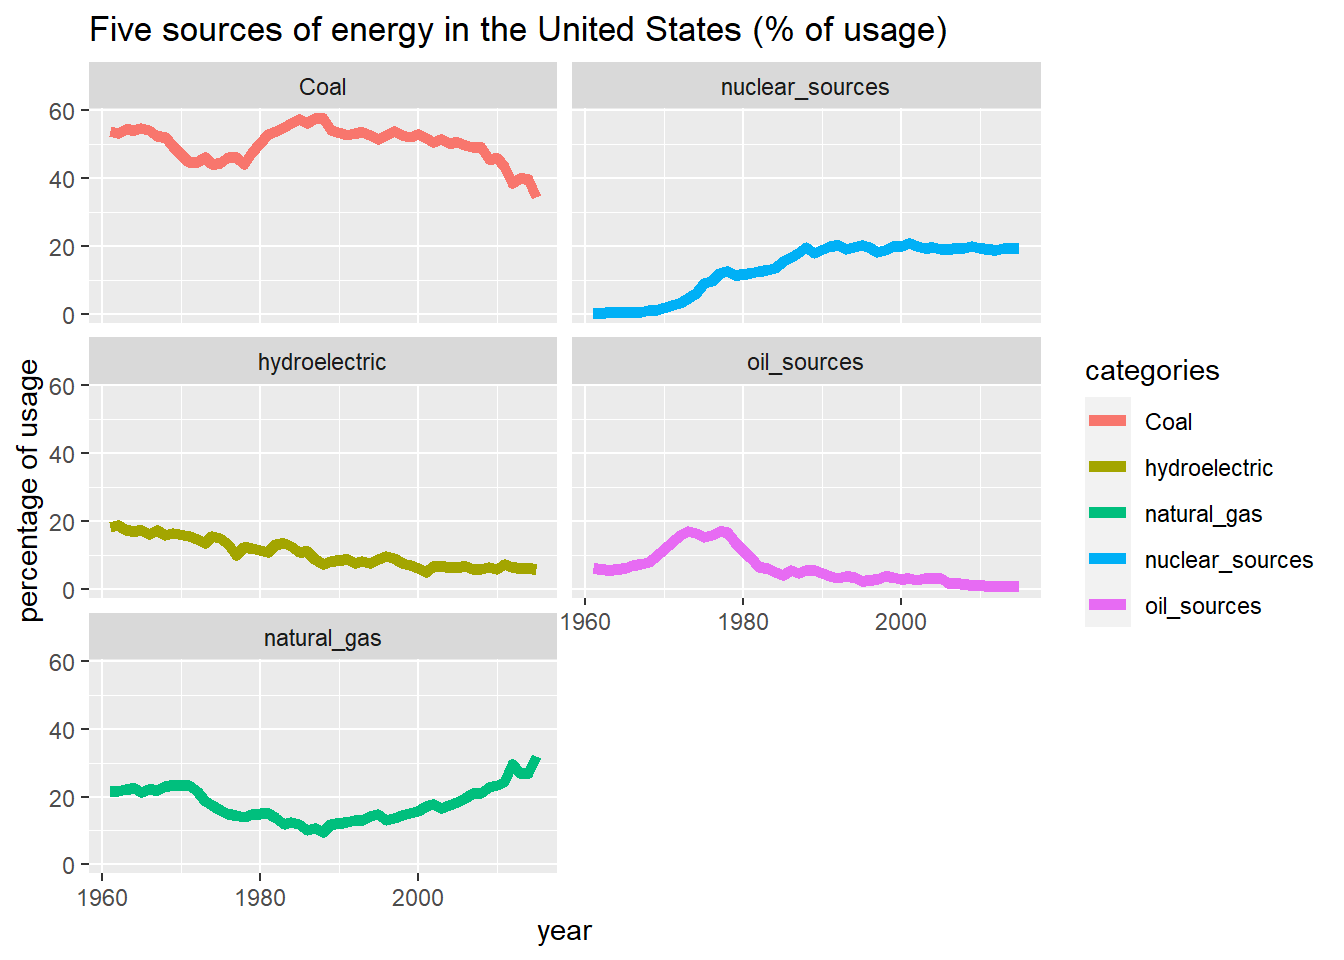 Five sources of energy in the United States (% of usage)
Coal
nuclear_sources
60
40
20
0
hydroelectric
oil_sources
60
40
20
0
1960 1980 2000
natural_gas
60
40
20
0
1960 1980 2000
year
percentage of usage
categories
Coal
hydroelectric
natural_gas
nuclear_sources
oil_sources